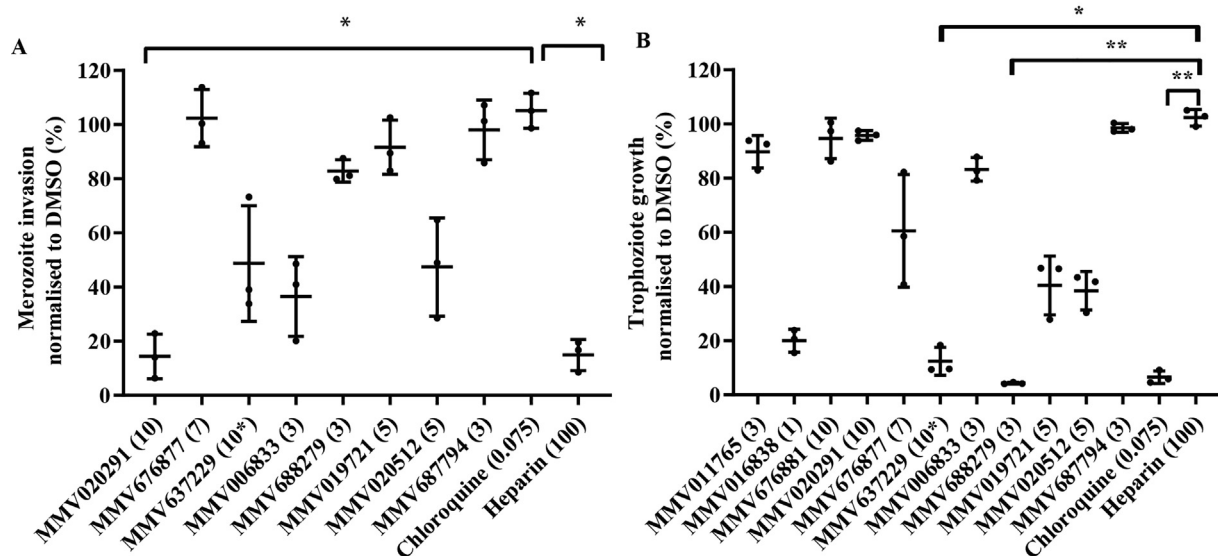 A
*
*
Merozoite invasion
normalised to DMSO (%)
120
100
80
60
40
20
0
MMV020291 (10)
MMV676877 (7)
MMV637229 (10*)
MMV006833 (3)
MMV688279 (3)
MMV019721 (5)
MMV020512 (5)
MMV687794 (3)
Chloroquine (0.075)
Heparin (100)
B
*
**
**
Trophoziote growth
normalised to DMSO (%)
120
100
80
60
40
20
0
MMV011765 (3)
MMV016838 (1)
MMV676881 (10)
MMV020291 (10)
MMV676877 (7)
MMV637229 (10*)
MMV006833 (3)
MMV688279 (3)
MMV019721 (5)
MMV020512 (5)
MMV687794 (3)
Chloroquine (0.075)
Heparin (100)